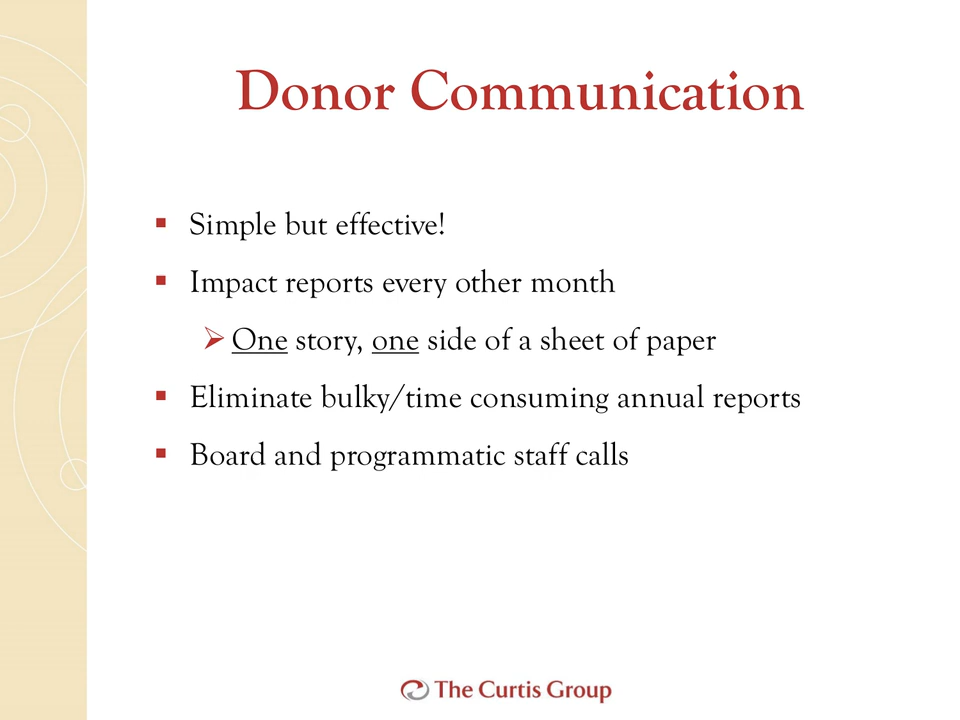 Donor Communication
Simple but effective!
Impact reports every other month
One story, one side of a sheet of paper
Eliminate bulky/time consuming annual reports
Board and programmatic staff calls
The Curtis Group